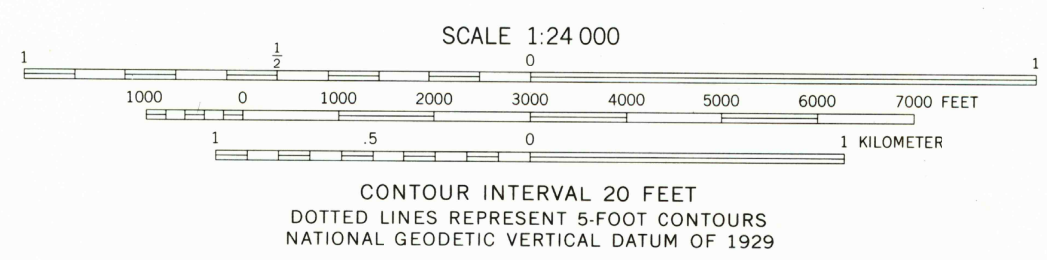 SCALE 1:24 000
1 1/2 0 1
1000 0 1000 2000 3000 4000 5000 6000 7000 FEET
1 .5 0 1 KILOMETER
CONTOUR INTERVAL 20 FEET
DOTTED LINES REPRESENT 5-FOOT CONTOURS
NATIONAL GEODETIC VERTICAL DATUM OF 1929